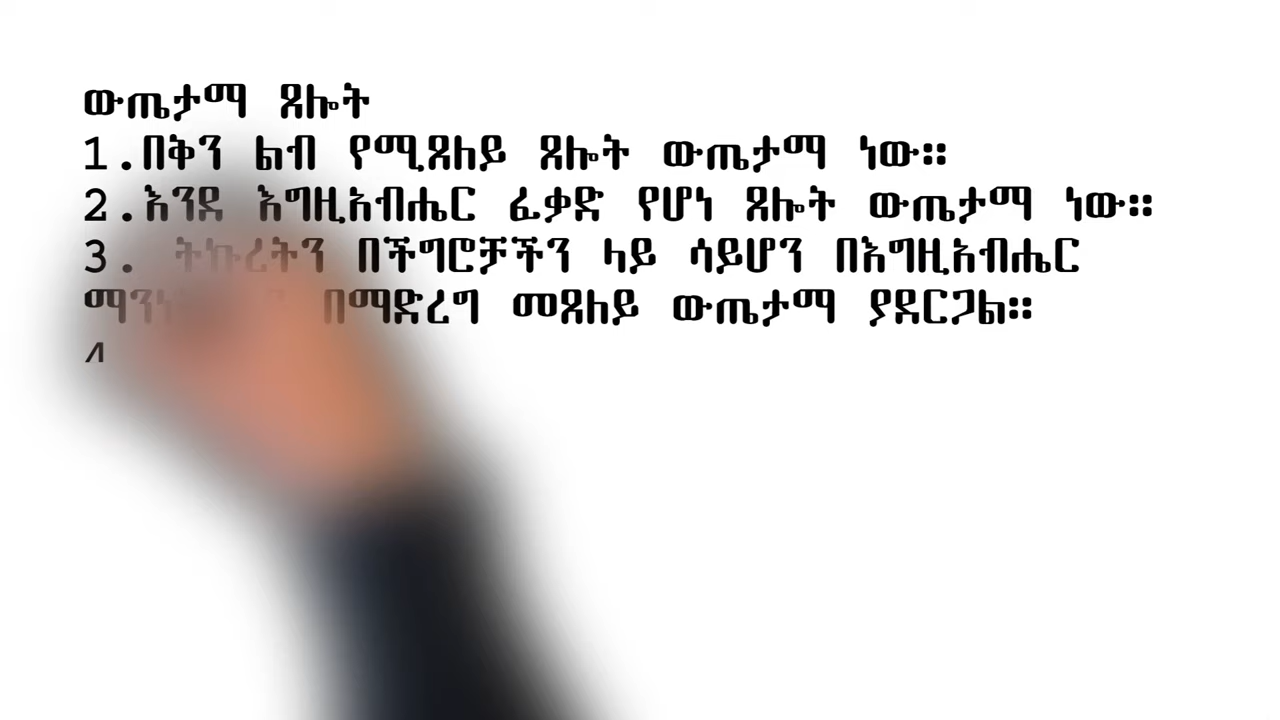 ውጤታማ ጸሎት
1.በቅን ልብ የሚጸለይ ጸሎት ውጤታማ ነው።
2.እንደ እግዚአብሔር ፈቃድ የሆነ ጸሎት ውጤታማ ነው።
3. ትኩረትን በችግሮቻችን ላይ ሳይሆን በእግዚአብሔር
በማድረግ መጸለይ ውጤታማ ያደርጋል።